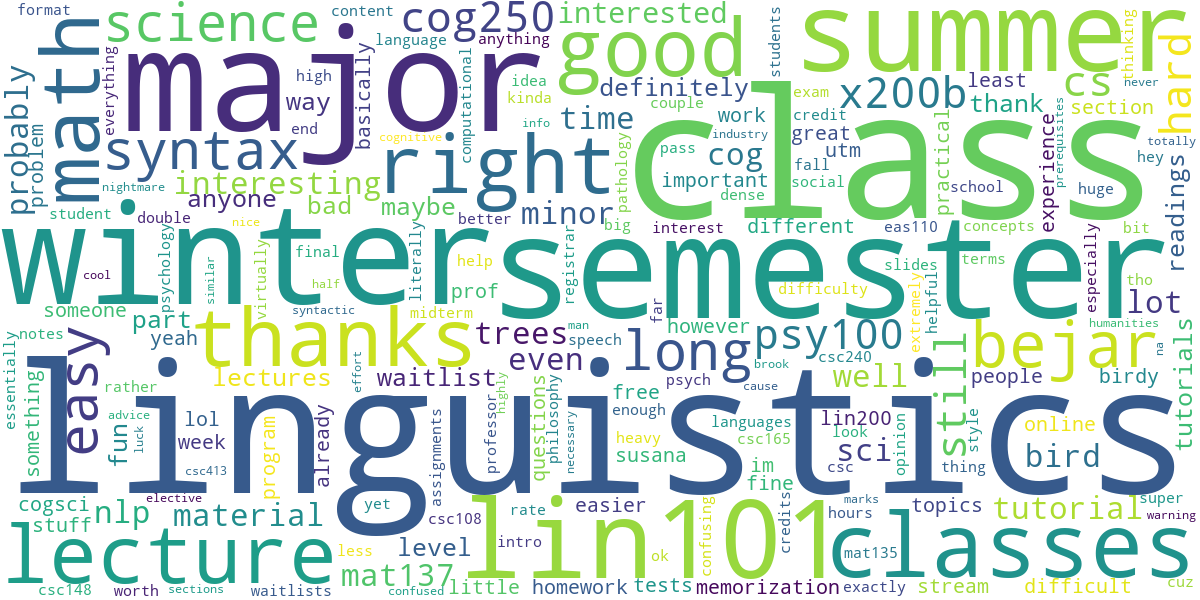 format
content
cog250
interested
summer
students
thinking
math
science
language
anything
good
hard
everything
major
basically
computational
high
idea
definitely
x200b
least
cs
never
way
kinda
couple
exam
thank
section
probably
problem
end
info
time
work
credit
class
syntax
cognitive
right
industry
great
utm
practical
experience
prerequisites
totally
pass
cog
fall
hey
nightmare
interesting
pathology
important
social
school
huge
readings
anyone
bad
maybe
minor
dense
student
double
better
big
interest
different
eas110
concepts
bit
winter
semester
nice
psychology
similar
virtually
final
literally
help
registrar
slides
terms
especially
cool
half
prof
difficulty
extremely
helpful
tho
someone
syntactic
midterm
far
lot
notes
part
yeah
thanks
trees
man
speech
however
psy100
bejar
humanities
na
essentially
easy
even
long
brook
csc240
still
tutorials
something
rather
lectures
effort
waitlist
highly
free
psych
cause
well
people
birdy
linguistics
advice
luck
fun
lol
week
program
already
assignments
professor
questions
philosophy
necessary
enough
heavy
susana
languages
csc165
lin200
look
sci
opinion
style
online
bird
thing
csc413
im
fine
csc
cogsci
elective
yet
rate
easier
confusing
credits
marks
hours
topics
tutorial
super
warning
stuff
nlp
material
csc108
lin101
classes
lecture
less
level
intro
ok
mat135
csc148
worth
sections
waitlists
mat137
confused
little
homework
tests
memorization
exactly
stream
difficult
cuz